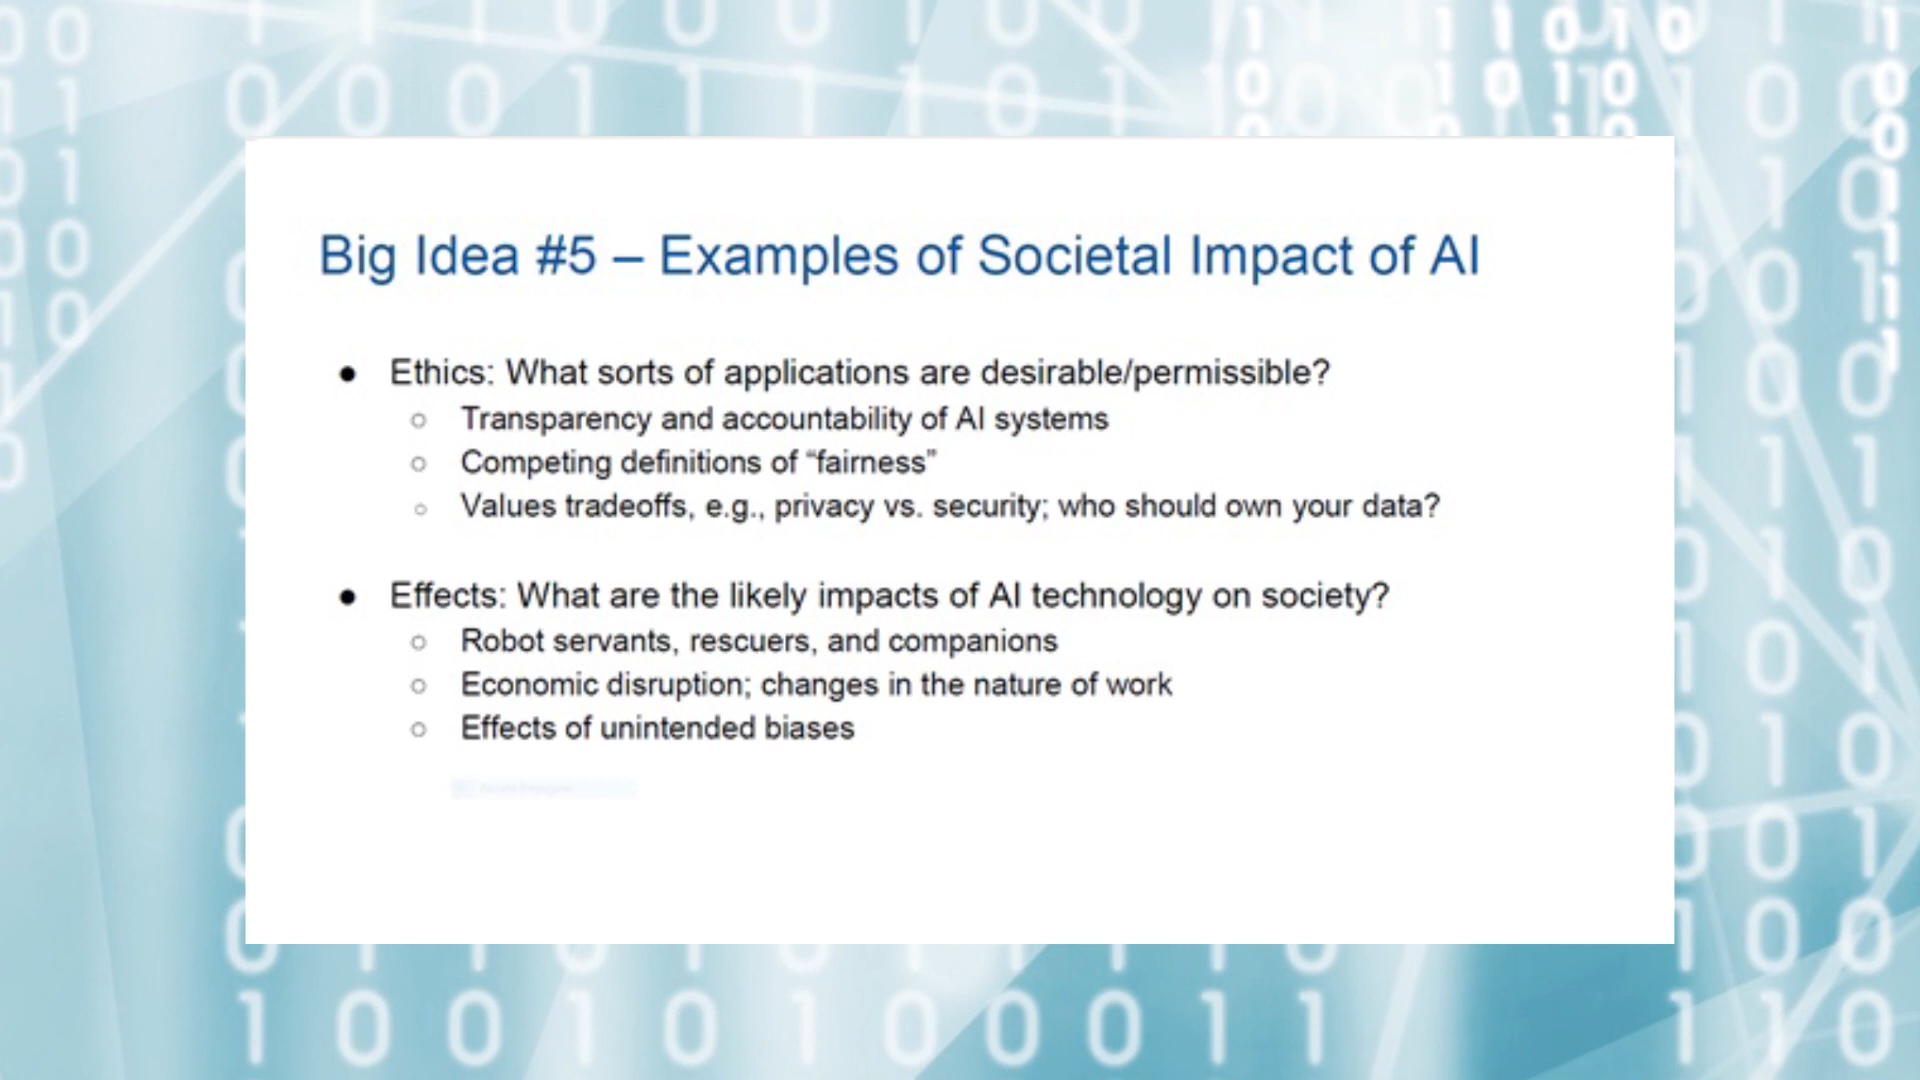 Big Idea #5 – Examples of Societal Impact of AI
● Ethics: What sorts of applications are desirable/permissible?
○ Transparency and accountability of AI systems
○ Competing definitions of “fairness”
○ Values tradeoffs, e.g., privacy vs. security; who should own your data?
● Effects: What are the likely impacts of AI technology on society?
○ Robot servants, rescuers, and companions
○ Economic disruption; changes in the nature of work
○ Effects of unintended biases